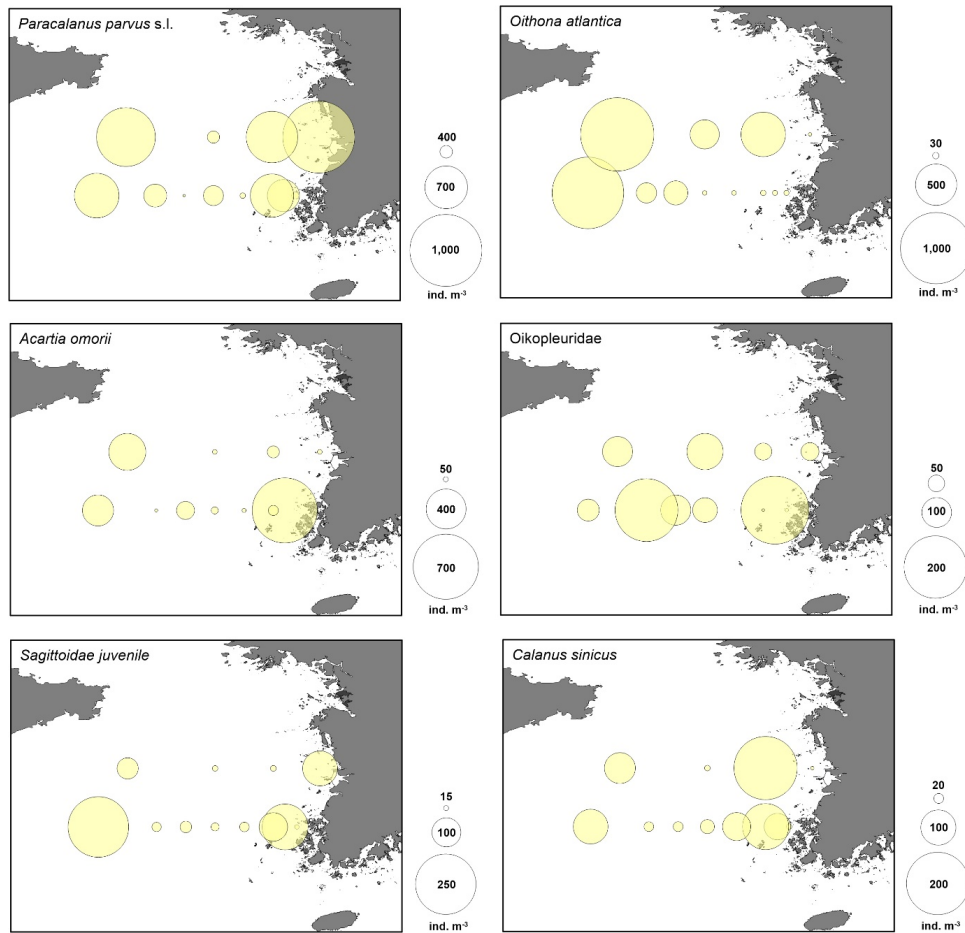 Paracalanus parvus s.l.
400
700
1,000
ind. m-3
Oithona atlantica
30
500
1,000
ind. m-3
Acartia omorii
50
400
700
ind. m-3
Oikopleuridae
50
100
200
ind. m-3
Sagittoidae juvenile
15
100
250
ind. m-3
Calanus sinicus
20
100
200
ind. m-3